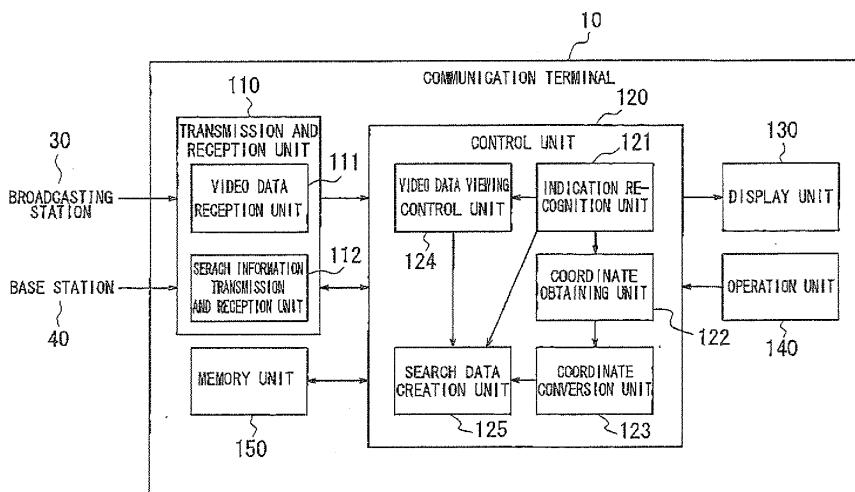 10
COMMUNICATION TERMINAL
110
TRANSMISSION AND
RECEPTION UNIT
120
CONTROL UNIT
30
BROADCASTING
STATION
VIDEO DATA
RECEPTION UNIT
111
VIDEO DATA VIEWING
CONTROL UNIT
124
121
INDICATION RE-
COGNITION UNIT
130
DISPLAY UNIT
BASE STATION
40
SERACH INFORMATION
TRANSMISSION
AND RECEPTION UNIT
112
COORDINATE
OBTAINING UNIT
122
OPERATION UNIT
140
MEMORY UNIT
150
SEARCH DATA
CREATION UNIT
125
COORDINATE
CONVERSION UNIT
123